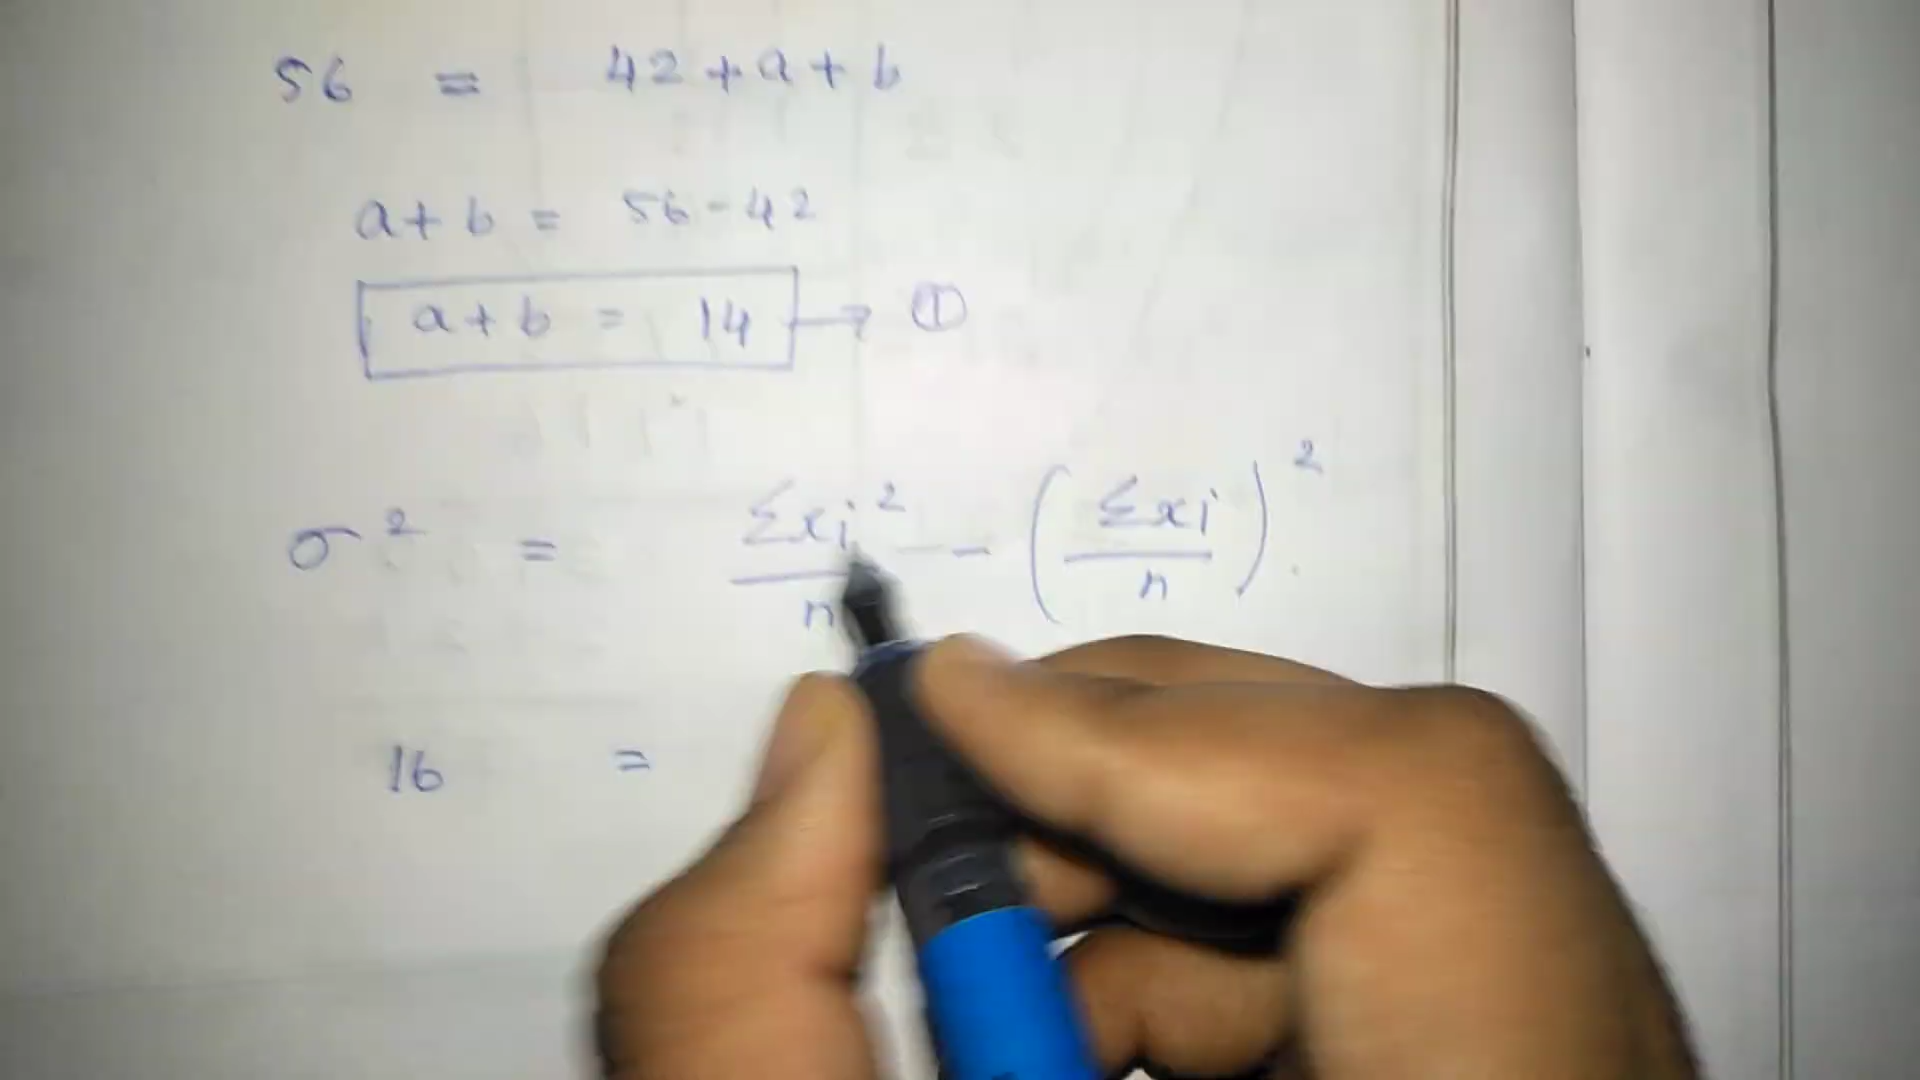 56 = 42 + a + b
a + b = 56 - 42
a + b = 14 → ①
σ² = Σxi²/n - (Σxi/n)²
16 =